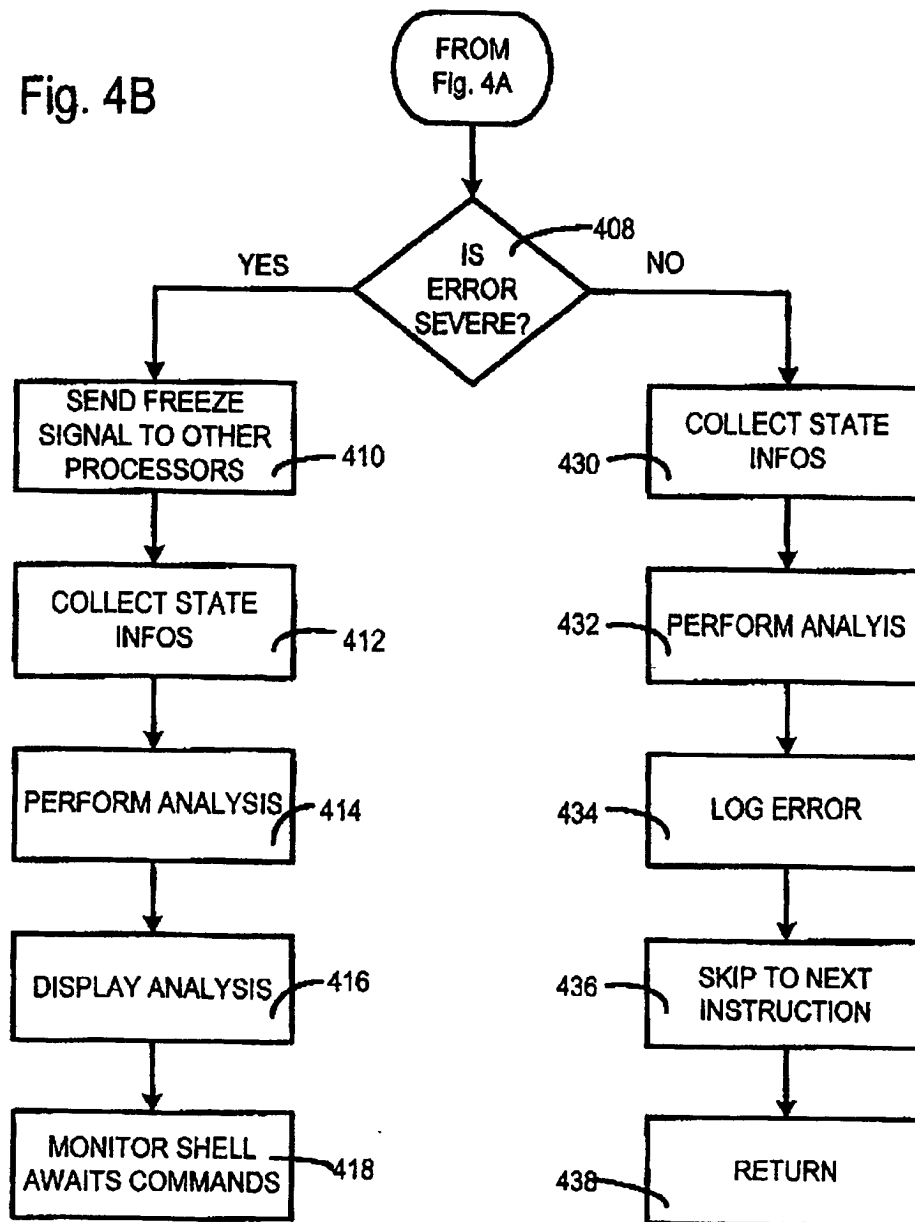 Fig. 4B
FROM
Fig. 4A
IS
ERROR
SEVERE?
408
YES
NO
SEND FREEZE
SIGNAL TO OTHER
PROCESSORS
410
COLLECT STATE
INFOS
430
COLLECT STATE
INFOS
412
PERFORM ANALYIS
432
PERFORM ANALYSIS
414
LOG ERROR
434
DISPLAY ANALYSIS
416
SKIP TO NEXT
INSTRUCTION
436
MONITOR SHELL
AWAITS COMMANDS
418
RETURN
438